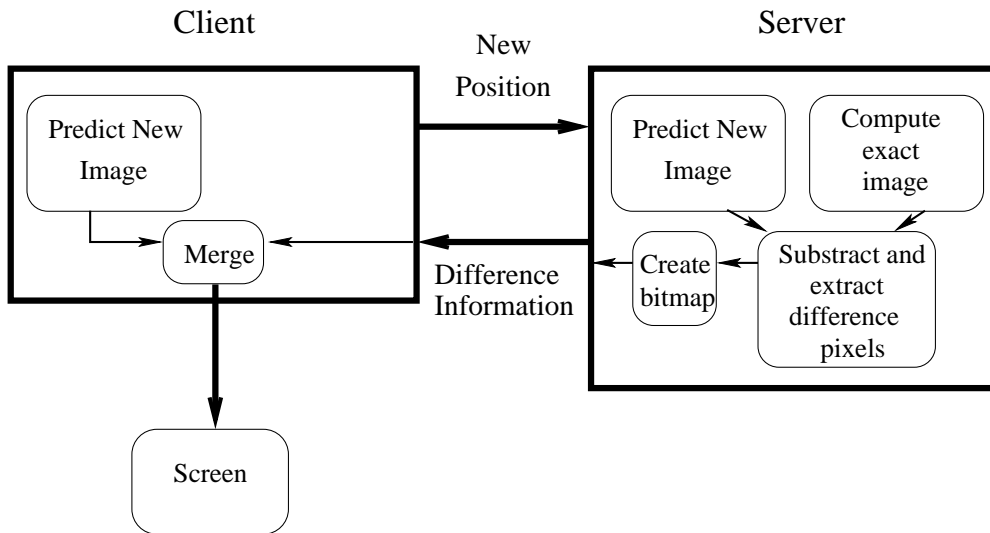 Client
New
Position
Server
Predict New
Image
Merge
Difference
Information
Predict New
Image
Compute
exact
image
Create
bitmap
Substract and
extract
difference
pixels
Screen